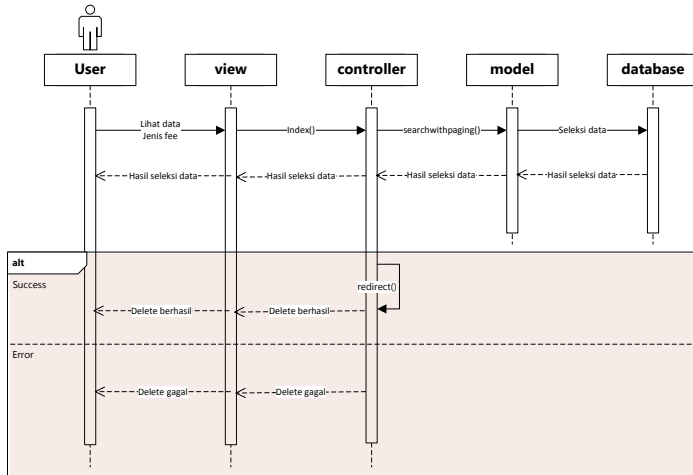 User
view
controller
model
database
Lihat data
Jenis fee
Index()
searchwithpaging()
Seleksi data
Hasil seleksi data
Hasil seleksi data
Hasil seleksi data
Hasil seleksi data
alt
Success
redirect()
Delete berhasil
Delete berhasil
Error
Delete gagal
Delete gagal